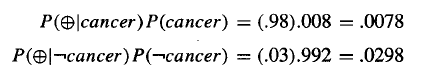 P(⊕|cancer)P(cancer) = (.98).008 = .0078
P(⊕|¬cancer)P(¬cancer) = (.03).992 = .0298